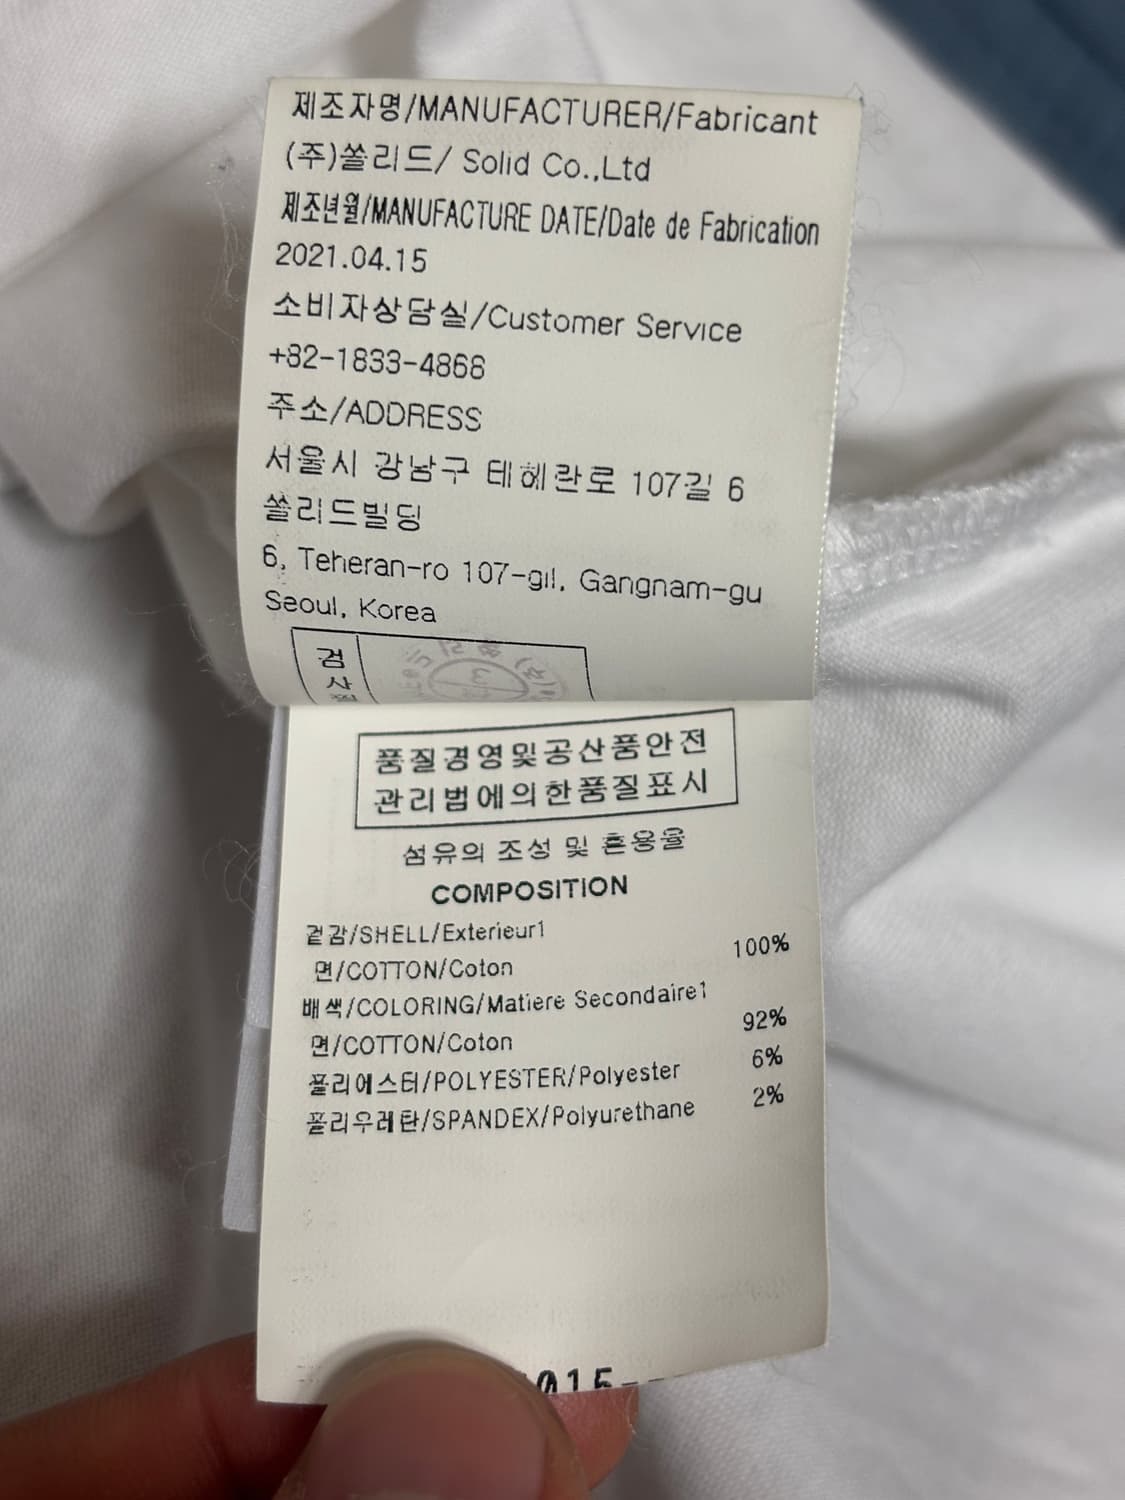 제조자명/MANUFACTURER/Fabricant
(주)쏠리드/ Solid Co.,Ltd
제조년월/MANUFACTURE DATE/Date de Fabrication
2021.04.15
소비자상담실/Customer Service
+82-1833-4868
주소/ADDRESS
서울시 강남구 테헤란로 107길 6
쏠리드빌딩
6, Teheran-ro 107-gil, Gangnam-gu
Seoul, Korea
검
사
품질경영및공산품안전
관리법에의한품질표시
섬유의 조성 및 혼용율
COMPOSITION
겉감/SHELL/Exterieur1
면/COTTON/Coton 100%
배색/COLORING/Matiere Secondaire1
면/COTTON/Coton 92%
폴리에스터/POLYESTER/Polyester 6%
폴리우레탄/SPANDEX/Polyurethane 2%